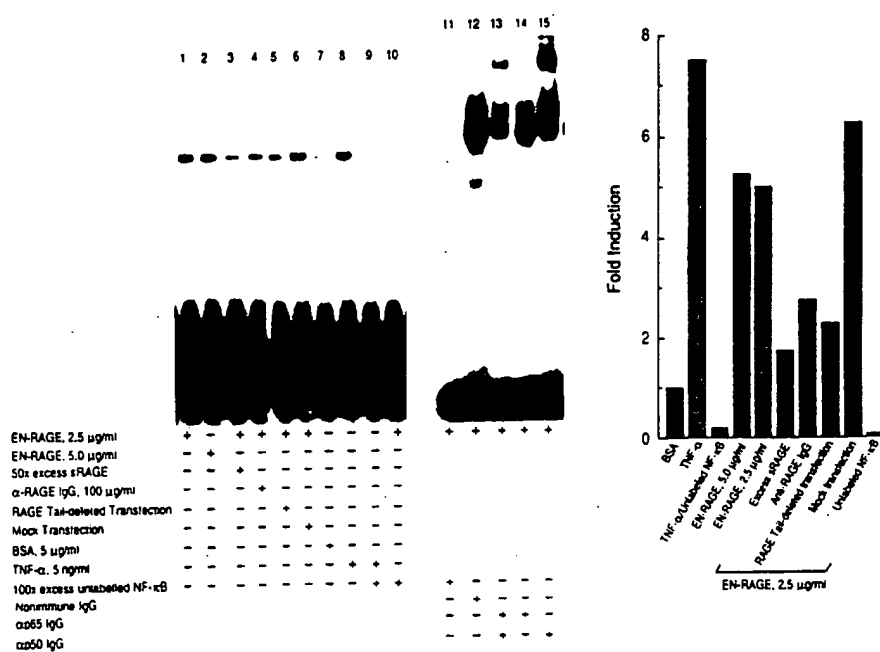 1 2 3 4 5 6 7 8 9 10
11 12 13 14 15
EN-RAGE, 2.5 µg/ml + − + + + + − − − + + + + + +
EN-RAGE, 5.0 µg/ml − + − − − − − − − −
50x excess sRAGE − − + − − − − − − −
α-RAGE IgG, 100 µg/ml − − − + − − − − − −
RAGE Tail-deleted Transfection − − − − + − − − − −
Mock Transfection − − − − − + − − − −
BSA, 5 µg/ml − − − − − − + − − −
TNF-α, 5 ng/ml − − − − − − − + + −
100x excess unlabelled NF-κB − − − − − − − − + + + − − − −
Nonimmune IgG − + − − −
αp65 IgG − − + + −
αp50 IgG − − + − +
Fold Induction
8
6
4
2
0
BSA
TNF-α
TNF-α/Unlabeled NF-κB
EN-RAGE, 5.0 µg/ml
EN-RAGE, 2.5 µg/ml
Excess sRAGE
Anti-RAGE IgG
RAGE Tail-deleted transfection
Mock transfection
Unlabeled NF-κB
EN-RAGE, 2.5 µg/ml